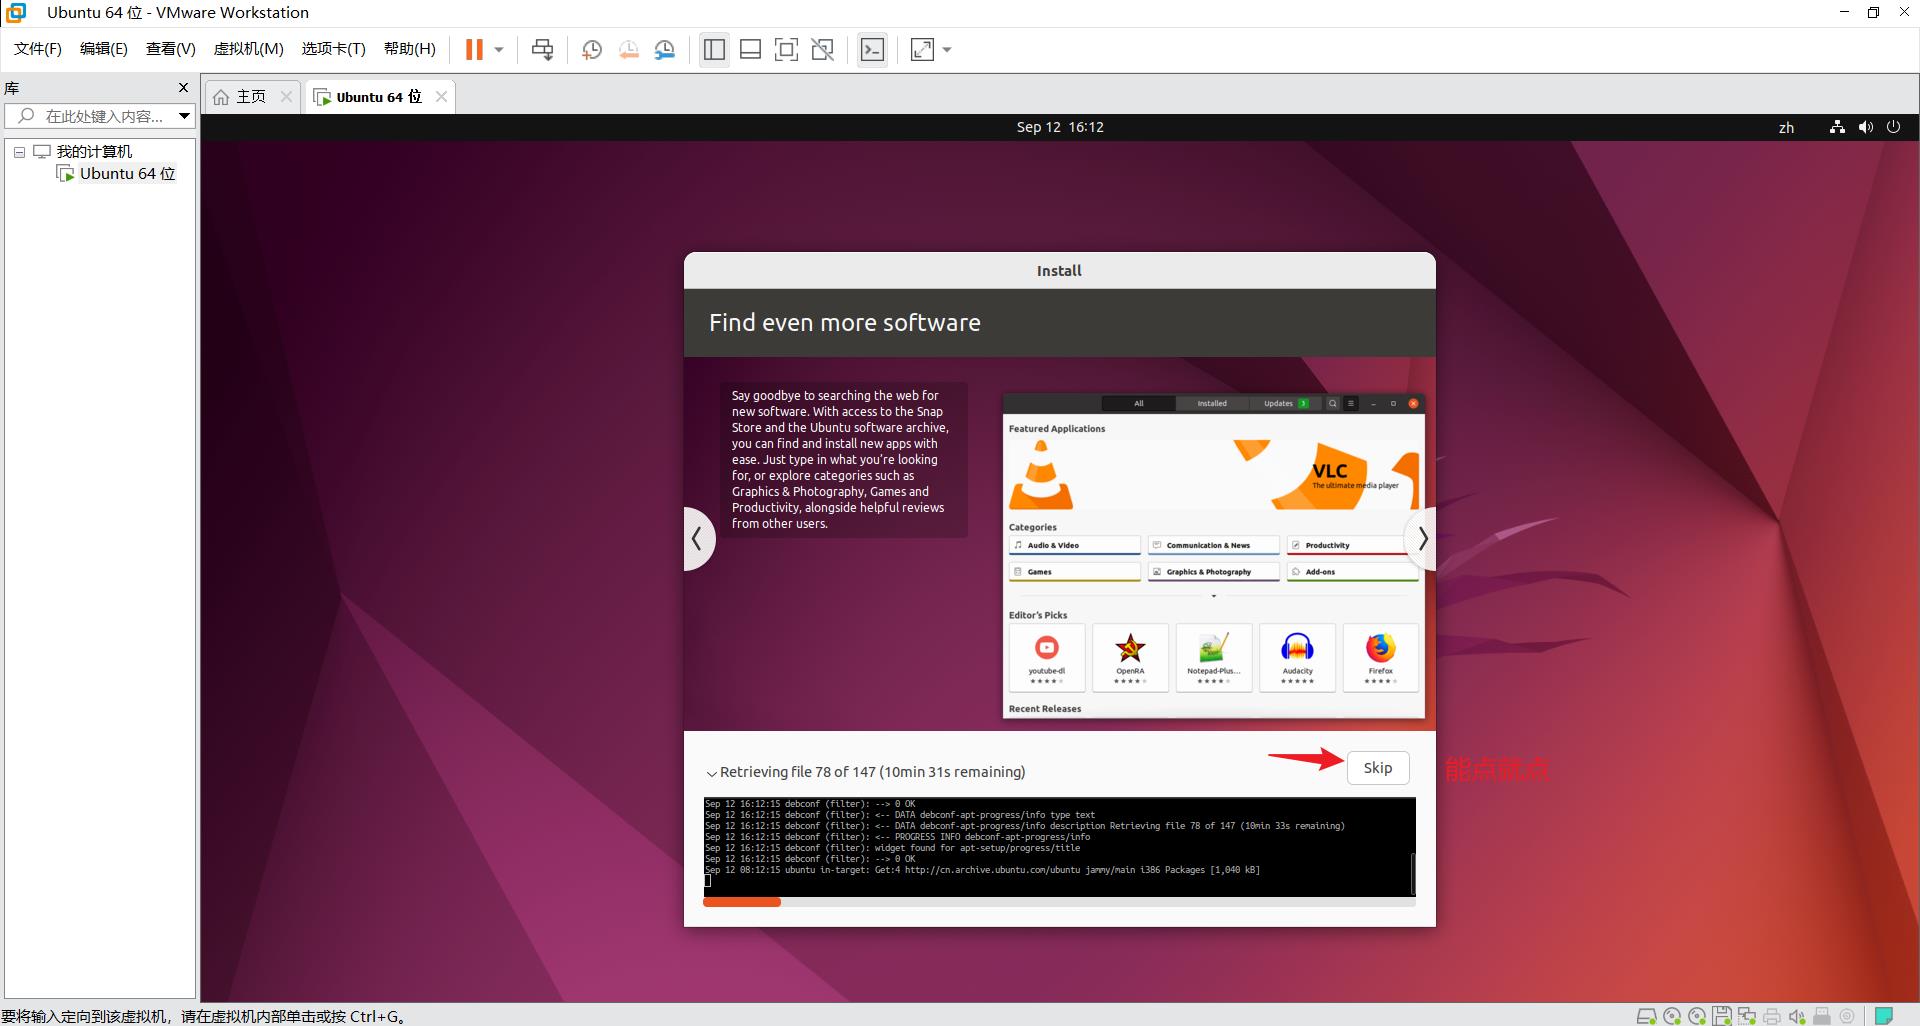 Ubuntu 64 位 - VMware Workstation
文件(F) 编辑(E) 查看(V) 虚拟机(M) 选项卡(T) 帮助(H)
库
在此处键入内容...
我的计算机
Ubuntu 64 位
主页 Ubuntu 64 位
Sep 12 16:12 zh
Install
Find even more software
Say goodbye to searching the web for
new software. With access to the Snap
Store and the Ubuntu software archive,
you can find and install new apps with
ease. Just type in what you're looking
for, or explore categories such as
Graphics & Photography, Games and
Productivity, alongside helpful reviews
from other users.
All Installed Updates 3
Featured Applications
VLC
The ultimate media player
Categories
Audio & Video Communication & News Productivity
Games Graphics & Photography Add-ons
Editor's Picks
youtube-dl OpenRA Notepad-Plus... Audacity Firefox
Recent Releases
Retrieving file 78 of 147 (10min 31s remaining)
Skip
能点就点
Sep 12 16:12:15 debconf (filter): --> 0 OK
Sep 12 16:12:15 debconf (filter): <-- DATA debconf-apt-progress/info type text
Sep 12 16:12:15 debconf (filter): <-- DATA debconf-apt-progress/info description Retrieving file 78 of 147 (10min 33s remaining)
Sep 12 16:12:15 debconf (filter): <-- PROGRESS INFO debconf-apt-progress/info
Sep 12 16:12:15 debconf (filter): widget found for apt-setup/progress/title
Sep 12 16:12:15 debconf (filter): --> 0 OK
Sep 12 08:12:15 ubuntu in-target: Get:4 http://cn.archive.ubuntu.com/ubuntu jammy/main i386 Packages [1,040 kB]
要将输入定向到该虚拟机，请在虚拟机内部单击或按 Ctrl+G。